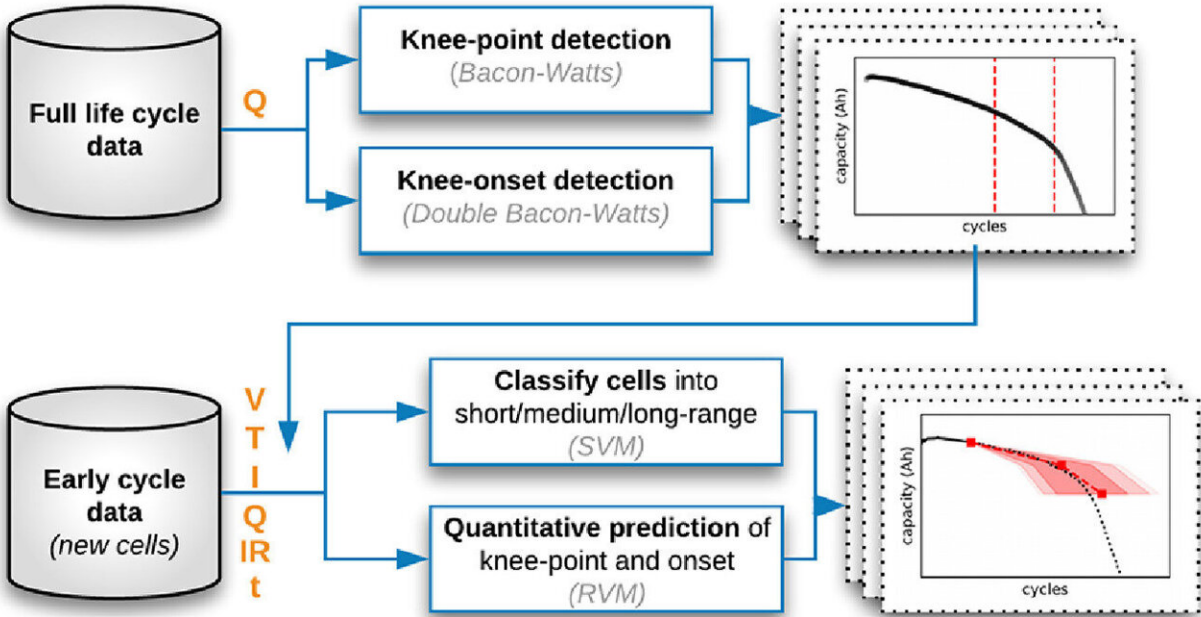 Full life cycle
data
Q
Knee-point detection
(Bacon-Watts)
Knee-onset detection
(Double Bacon-Watts)
capacity (Ah)
cycles
Early cycle
data
(new cells)
V
T
I
Q
IR
t
Classify cells into
short/medium/long-range
(SVM)
Quantitative prediction of
knee-point and onset
(RVM)
capacity (Ah)
cycles